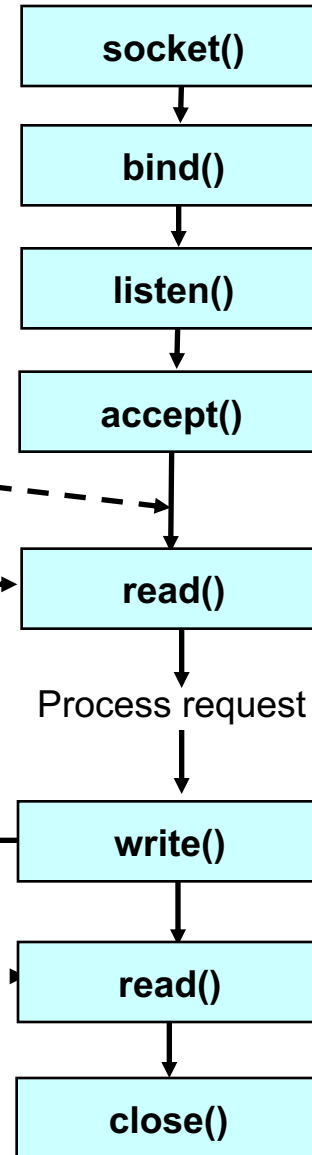 socket()
bind()
listen()
accept()
read()
Process request
write()
read()
close()